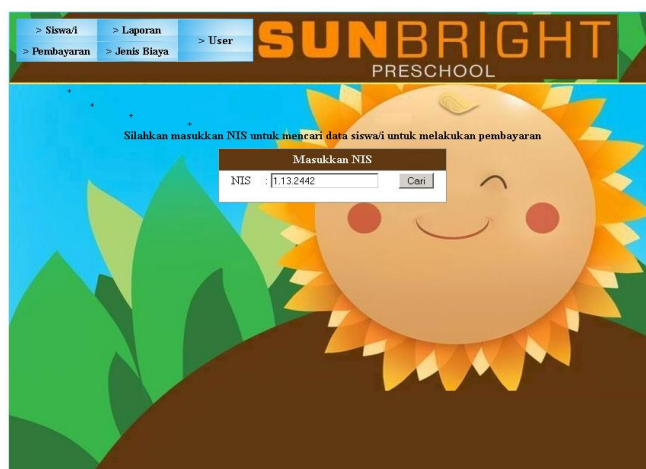 > Siswa/i > Laporan > User
> Pembayaran > Jenis Biaya
SUNBRIGHT
PRESCHOOL
Silahkan masukkan NIS untuk mencari data siswa/i untuk melakukan pembayaran
Masukkan NIS
NIS : 1.13.2442 Cari